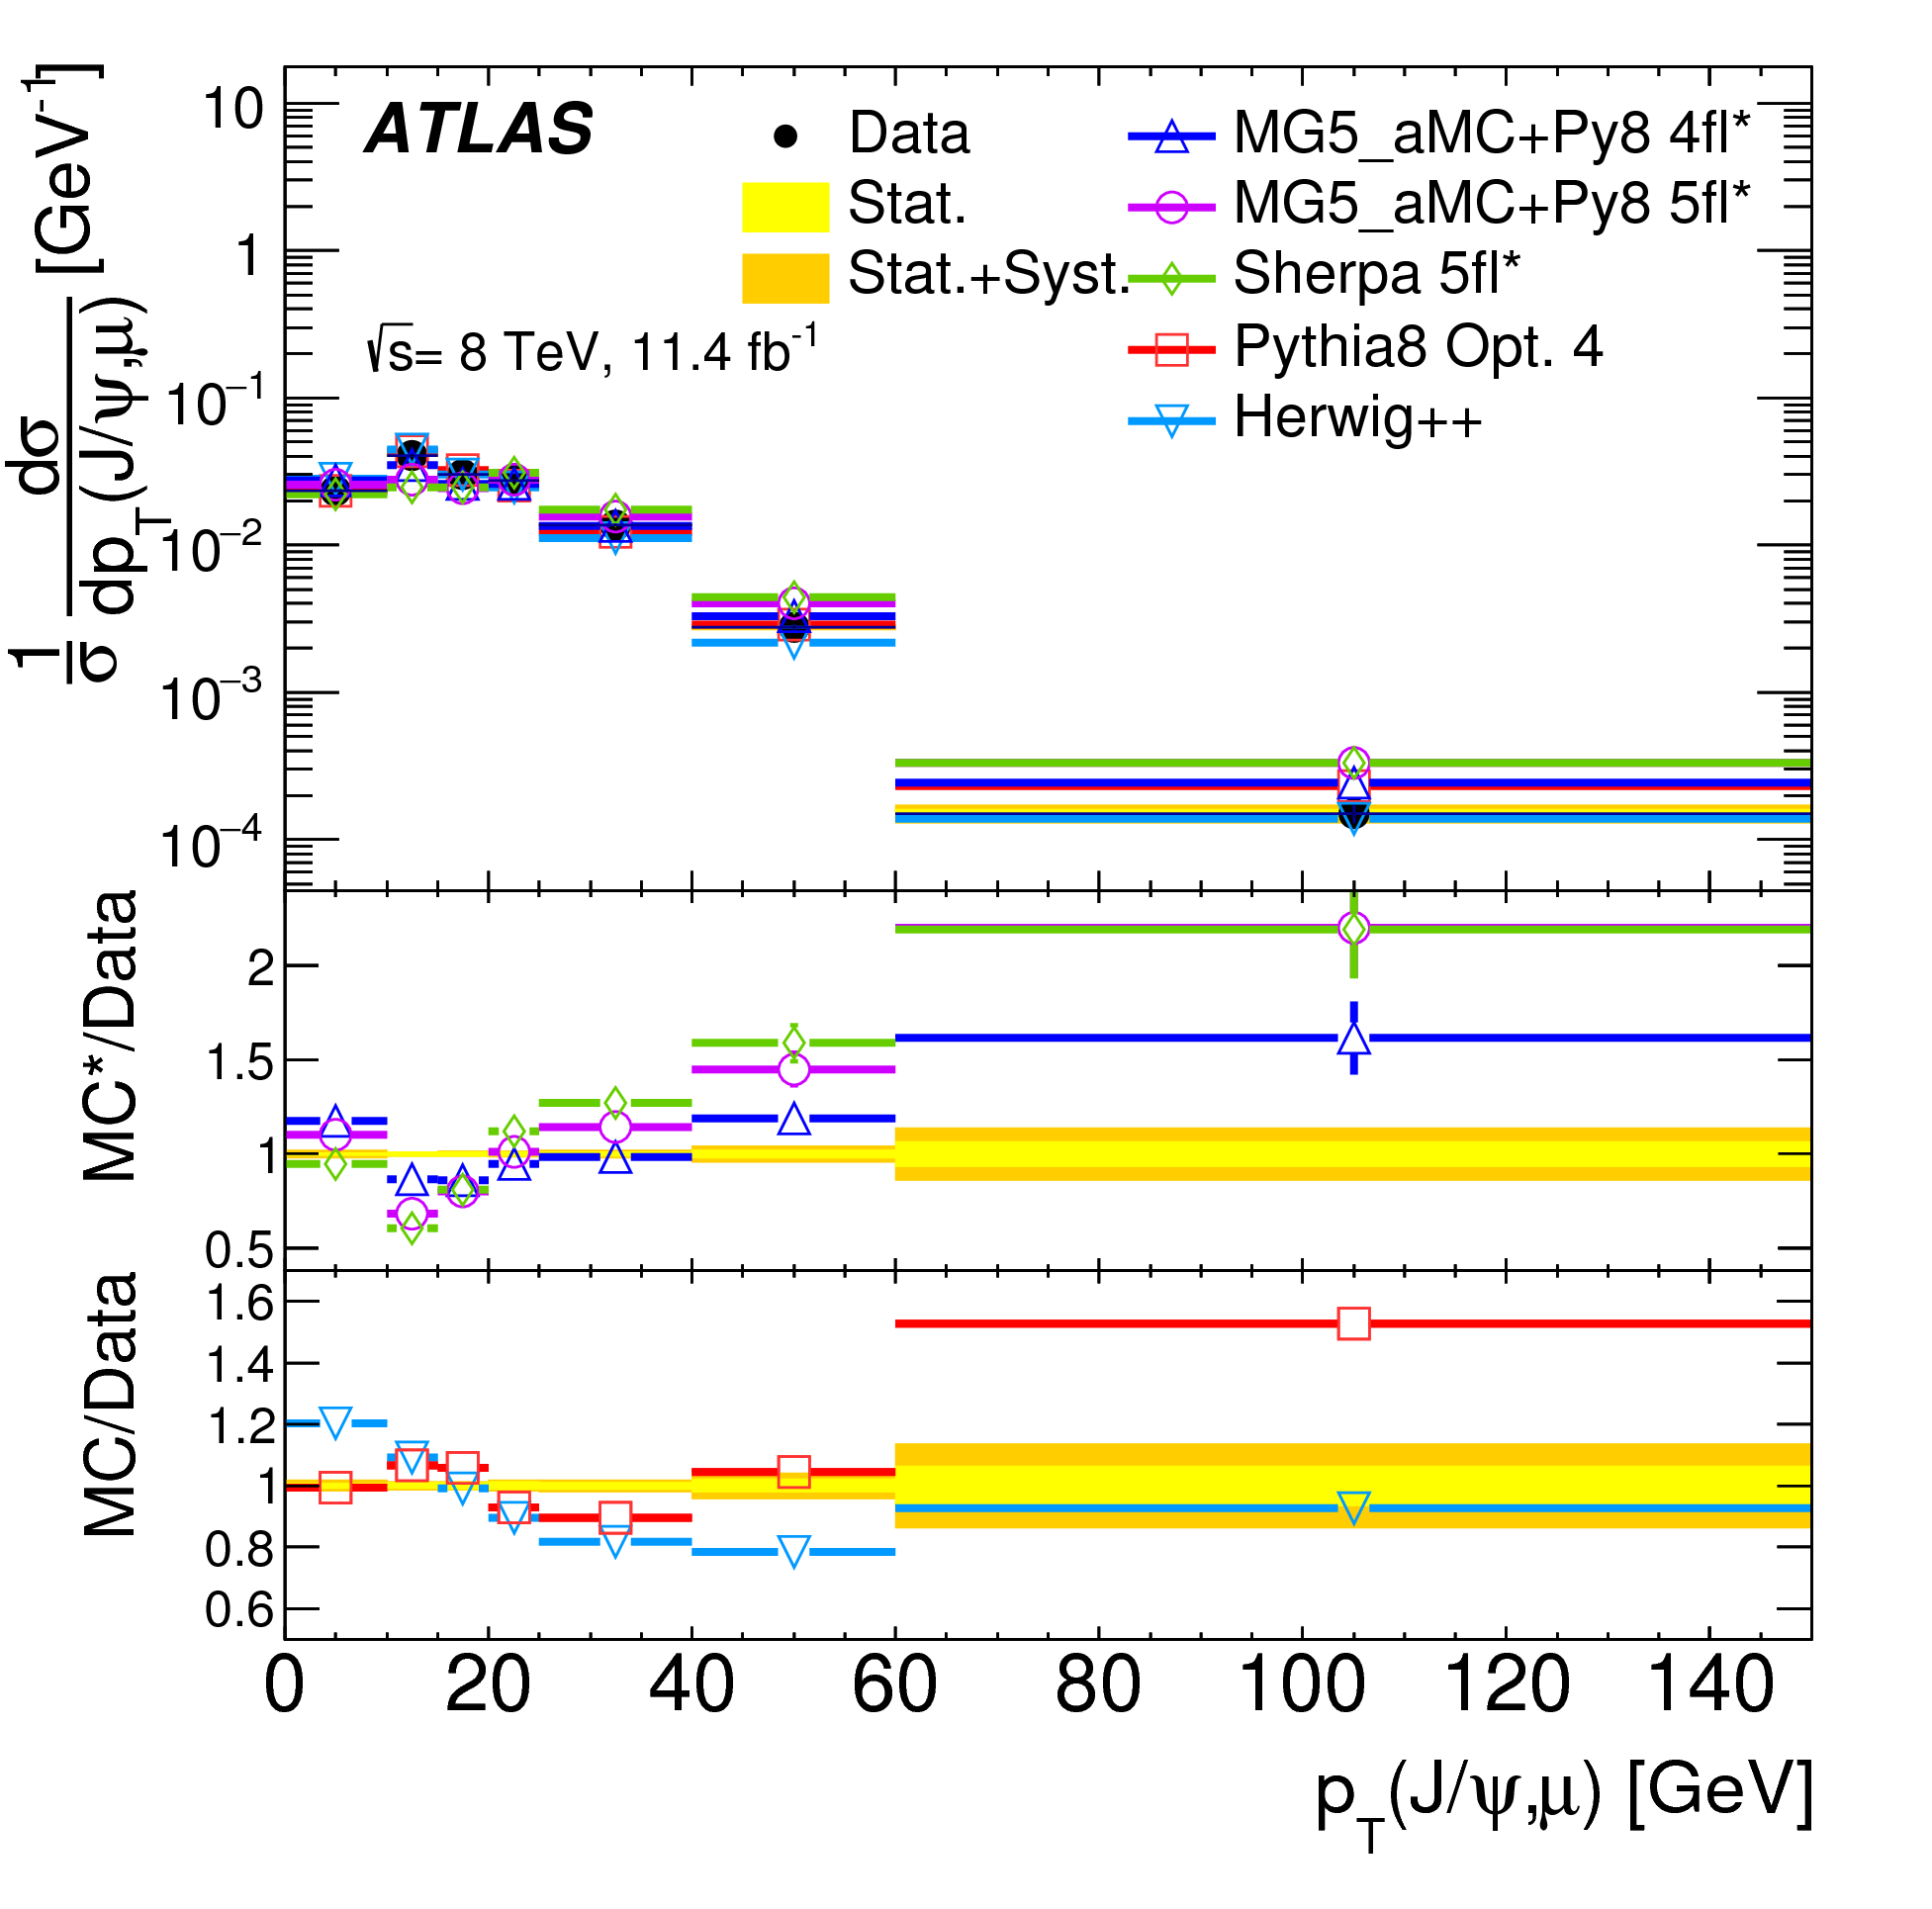 ATLAS
Data
Stat.
Stat.+Syst.
MG5_aMC+Py8 4fl*
MG5_aMC+Py8 5fl*
Sherpa 5fl*
Pythia8 Opt. 4
Herwig++
√s= 8 TeV, 11.4 fb⁻¹
1/σ dσ/dp_T(J/ψ,μ) [GeV⁻¹]
10
1
10⁻¹
10⁻²
10⁻³
10⁻⁴
MC*/Data
2
1.5
1
0.5
MC/Data
1.6
1.4
1.2
1
0.8
0.6
0 20 40 60 80 100 120 140
p_T(J/ψ,μ) [GeV]